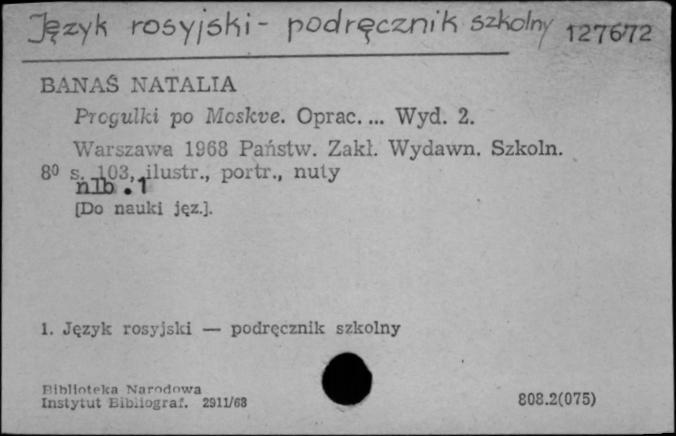 Język rosyjski - podręcznik szkolny 127672
BANAŚ NATALIA
Progulki po Moskve. Oprac. ... Wyd. 2.
Warszawa 1968 Państw. Zakł. Wydawn. Szkoln.
8⁰ s. 103, ilustr., portr., nuty
nlb. 1
[Do nauki jęz.].
1. Język rosyjski — podręcznik szkolny
Biblioteka Narodowa
Instytut Bibliograf. 2911/68
808.2(075)